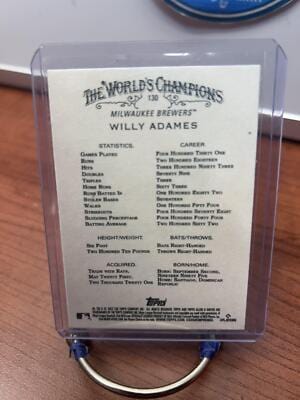 The World's Champions
130
MILWAUKEE BREWERS™
WILLY ADAMES
STATISTICS. CAREER.
GAMES PLAYED FOUR HUNDRED THIRTY ONE
RUNS TWO HUNDRED EIGHTEEN
HITS THREE HUNDRED NINETY THREE
DOUBLES SEVENTY NINE
TRIPLES THREE
HOME RUNS SIXTY THREE
RUNS BATTED IN ONE HUNDRED EIGHTY TWO
STOLEN BASES SEVENTEEN
WALKS ONE HUNDRED FIFTY FOUR
STRIKEOUTS FOUR HUNDRED SEVENTY EIGHT
SLUGGING PERCENTAGE FOUR HUNDRED FORTY FOUR
BATTING AVERAGE TWO HUNDRED SIXTY TWO
HEIGHT/WEIGHT. BATS/THROWS.
SIX FOOT BATS RIGHT-HANDED
TWO HUNDRED TEN POUNDS THROWS RIGHT-HANDED
ACQUIRED. BORN/HOME.
TRADE WITH RAYS, BORN: SEPTEMBER SECOND,
MAY TWENTY FIRST, NINETEEN NINETY FIVE
TWO THOUSAND TWENTY ONE HOME: SANTIAGO, DOMINICAN
REPUBLIC
Topps